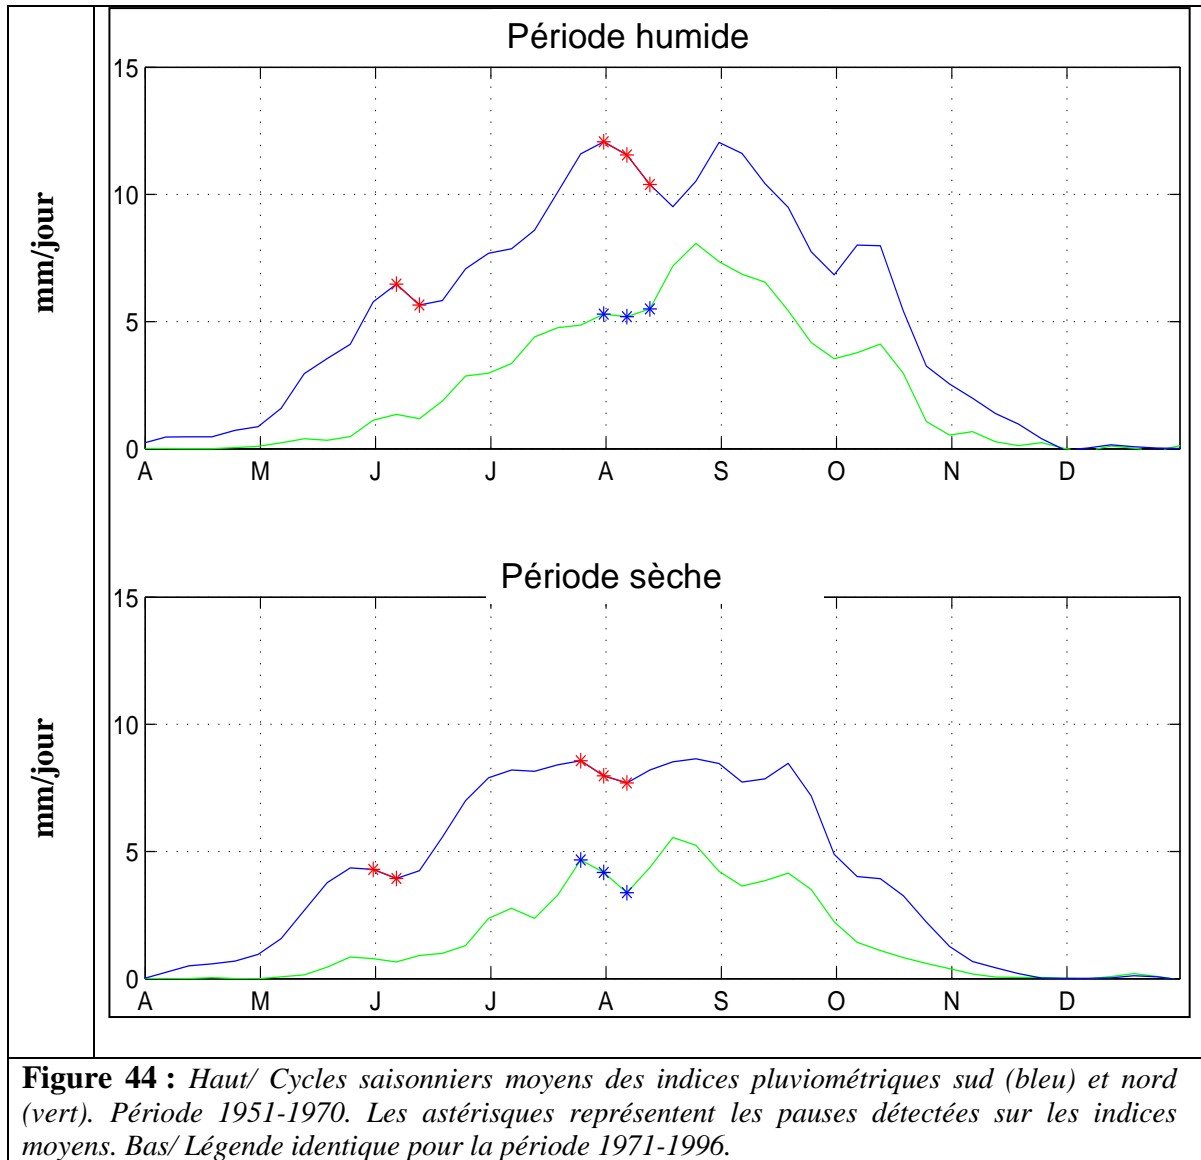 Période humide
mm/jour
15
10
5
0
A M J J A S O N D
Période sèche
mm/jour
15
10
5
0
A M J J A S O N D
Figure 44 : Haut/ Cycles saisonniers moyens des indices pluviométriques sud (bleu) et nord
(vert). Période 1951-1970. Les astérisques représentent les pauses détectées sur les indices
moyens. Bas/ Légende identique pour la période 1971-1996.